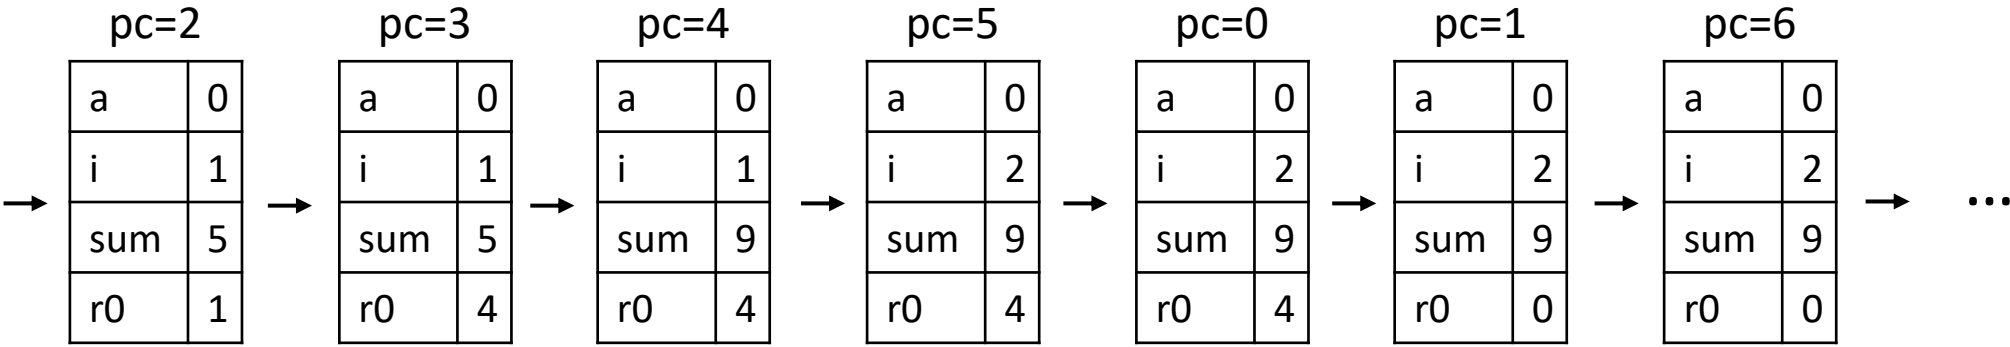 pc=2 pc=3 pc=4 pc=5 pc=0 pc=1 pc=6
a 0 a 0 a 0 a 0 a 0 a 0 a 0
i 1 i 1 i 1 i 2 i 2 i 2 i 2
sum 5 sum 5 sum 9 sum 9 sum 9 sum 9 sum 9
r0 1 r0 4 r0 4 r0 4 r0 4 r0 0 r0 0
...